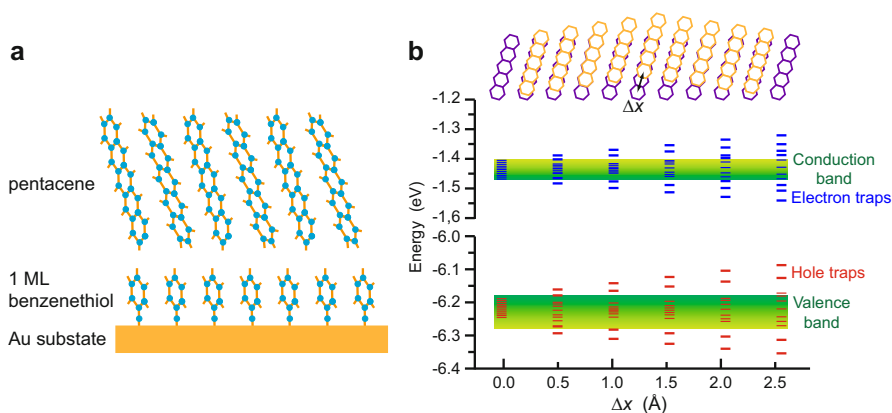 a
pentacene
1 ML
benzenethiol
Au substate
b
Δx
-1.2
-1.3
-1.4
-1.5
-1.6
-6.0
-6.1
-6.2
-6.3
-6.4
Energy (eV)
Conduction
band
Electron traps
Hole traps
Valence
band
0.0 0.5 1.0 1.5 2.0 2.5
Δx (Å)